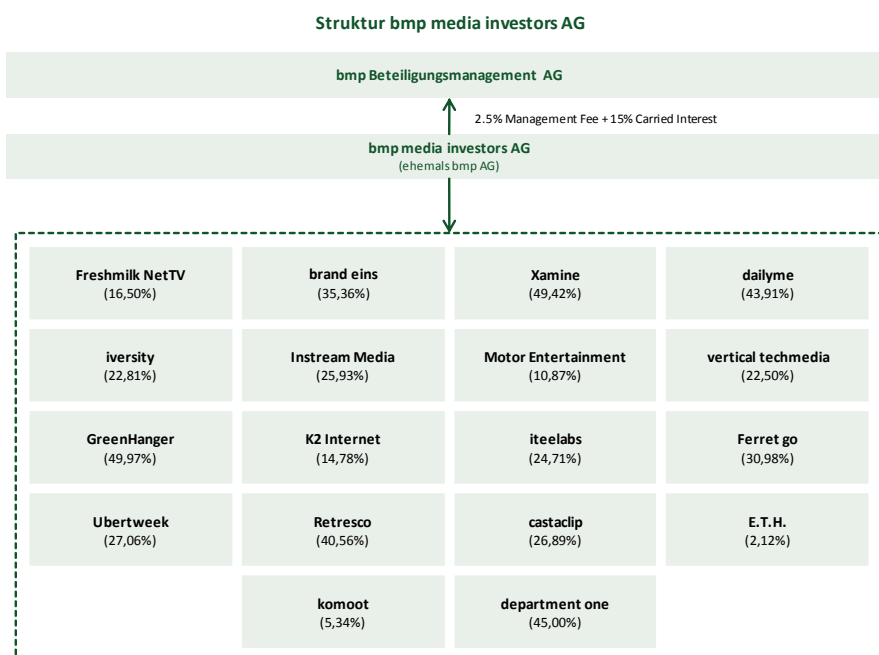 Struktur bmp media investors AG
bmp Beteiligungsmanagement AG
2.5% Management Fee + 15% Carried Interest
bmp media investors AG
(ehemals bmp AG)
Freshmilk NetTV
(16,50%)
brand eins
(35,36%)
Xamine
(49,42%)
dailyme
(43,91%)
iversity
(22,81%)
Instream Media
(25,93%)
Motor Entertainment
(10,87%)
vertical techmedia
(22,50%)
GreenHanger
(49,97%)
K2 Internet
(14,78%)
iteelabs
(24,71%)
Ferret go
(30,98%)
Ubertweek
(27,06%)
Retresco
(40,56%)
castaclip
(26,89%)
E.T.H.
(2,12%)
komoot
(5,34%)
department one
(45,00%)